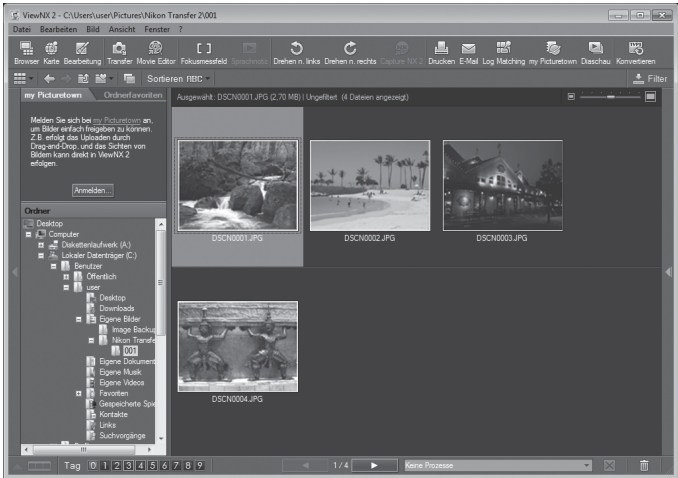 ViewNX 2 - C:\Users\user\Pictures\Nikon Transfer 2\001
Datei Bearbeiten Bild Ansicht Fenster ?
Browser Karte Bearbeitung Transfer Movie Editor Fokusmessfeld Sprachnotiz Drehen n. links Drehen n. rechts Capture NX 2 Drucken E-Mail Log Matching my Picturetown Diaschau Konvertieren
Sortieren ABC Filter
my Picturetown Ordnerfavoriten
Ausgewählt: DSCN0001.JPG (2,70 MB) | Ungefiltert (4 Dateien angezeigt)
Melden Sie sich bei my Picturetown an,
um Bilder einfach freigeben zu können.
Z.B. erfolgt das Uploaden durch
Drag-and-Drop, und das Sichten von
Bildern kann direkt in ViewNX 2
erfolgen.
Anmelden...
Ordner
Desktop
Computer
Diskettenlaufwerk (A:)
Lokaler Datenträger (C:)
Benutzer
Öffentlich
user
Desktop
Downloads
Eigene Bilder
Image Backup
Nikon Transfe
001
Eigene Dokument
Eigene Musik
Eigene Videos
Favoriten
Gespeicherte Spie
Kontakte
Links
Suchvorgänge
DSCN0001.JPG
DSCN0002.JPG
DSCN0003.JPG
DSCN0004.JPG
Tag 0 1 2 3 4 5 6 7 8 9
1/4
Keine Prozesse